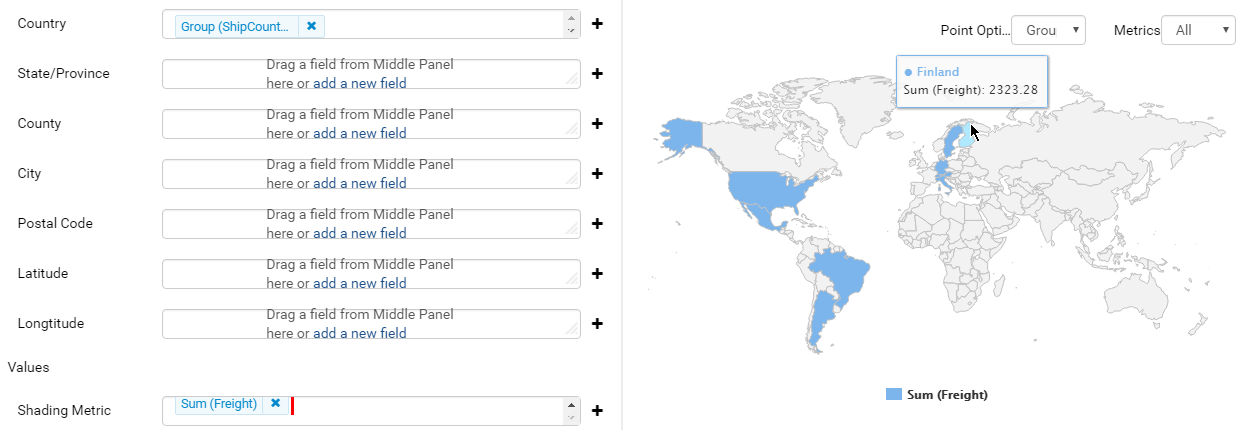 Country
Group (ShipCount...
State/Province
Drag a field from Middle Panel
here or add a new field
County
Drag a field from Middle Panel
here or add a new field
City
Drag a field from Middle Panel
here or add a new field
Postal Code
Drag a field from Middle Panel
here or add a new field
Latitude
Drag a field from Middle Panel
here or add a new field
Longtitude
Drag a field from Middle Panel
here or add a new field
Values
Shading Metric
Sum (Freight)
Point Opti... Grou
Metrics All
Finland
Sum (Freight): 2323.28
Sum (Freight)